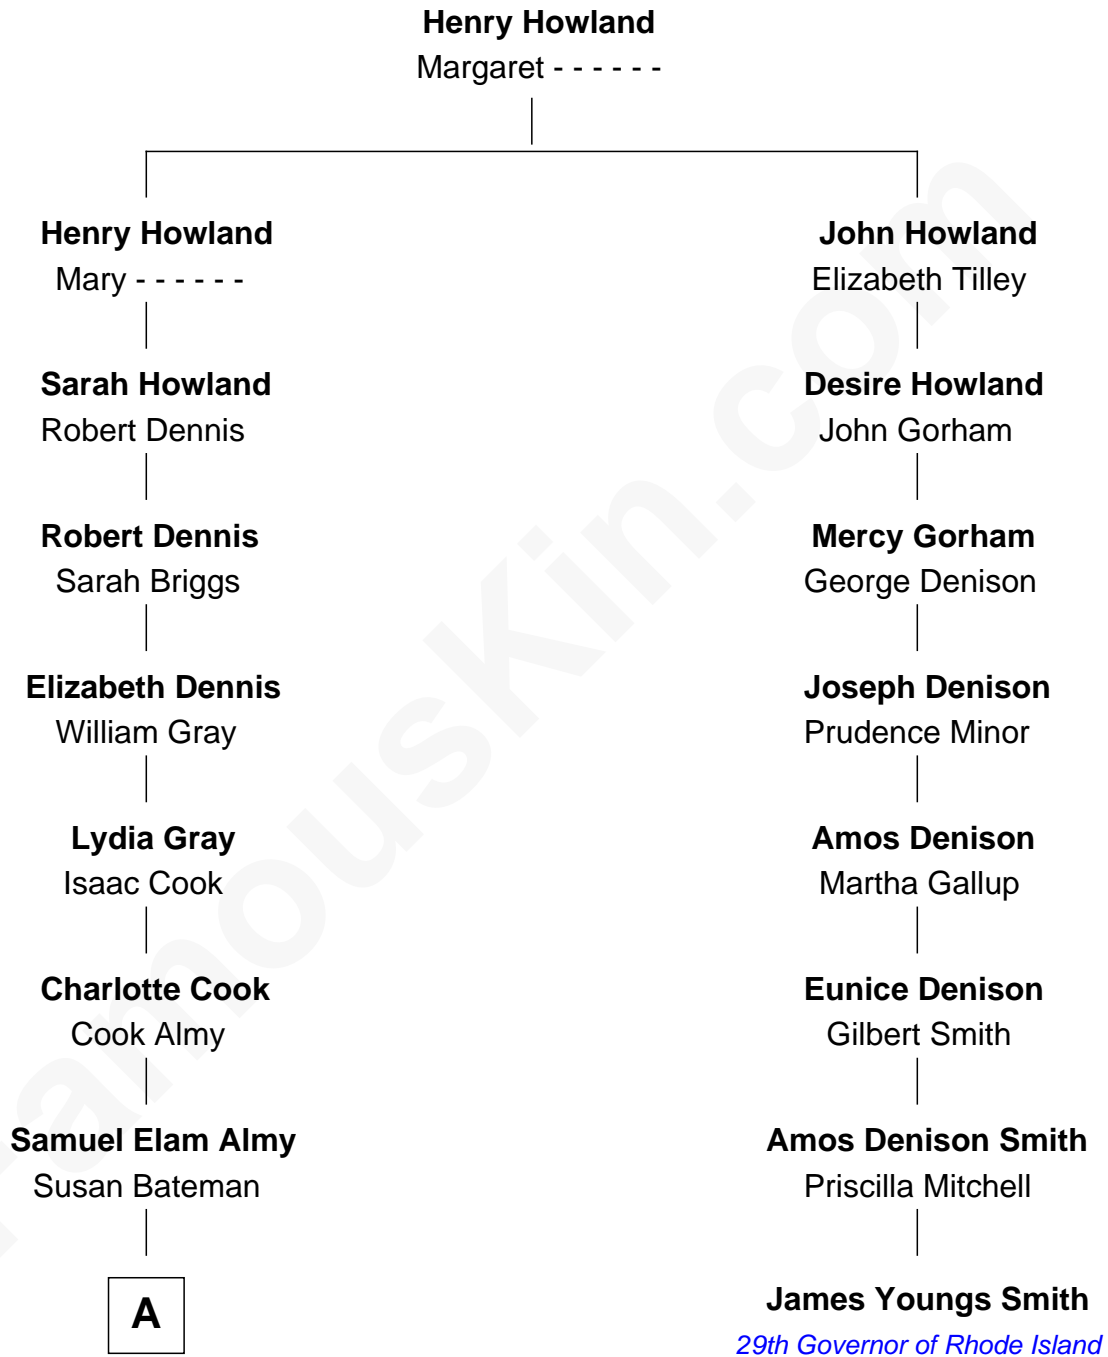 Henry Howland
Margaret - - - - - -
Henry Howland
Mary - - - - - -
Sarah Howland
Robert Dennis
Robert Dennis
Sarah Briggs
Elizabeth Dennis
William Gray
Lydia Gray
Isaac Cook
Charlotte Cook
Cook Almy
Samuel Elam Almy
Susan Bateman
A
John Howland
Elizabeth Tilley
Desire Howland
John Gorham
Mercy Gorham
George Denison
Joseph Denison
Prudence Minor
Amos Denison
Martha Gallup
Eunice Denison
Gilbert Smith
Amos Denison Smith
Priscilla Mitchell
James Youngs Smith
29th Governor of Rhode Island
FamousKin.com